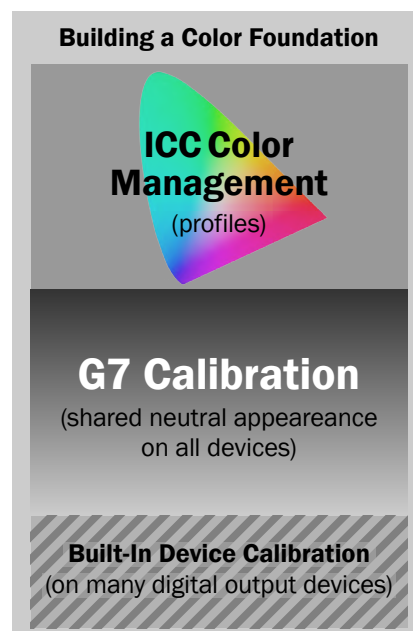 Building a Color Foundation
ICC Color
Management
(profiles)
G7 Calibration
(shared neutral appeareance
on all devices)
Built-In Device Calibration
(on many digital output devices)